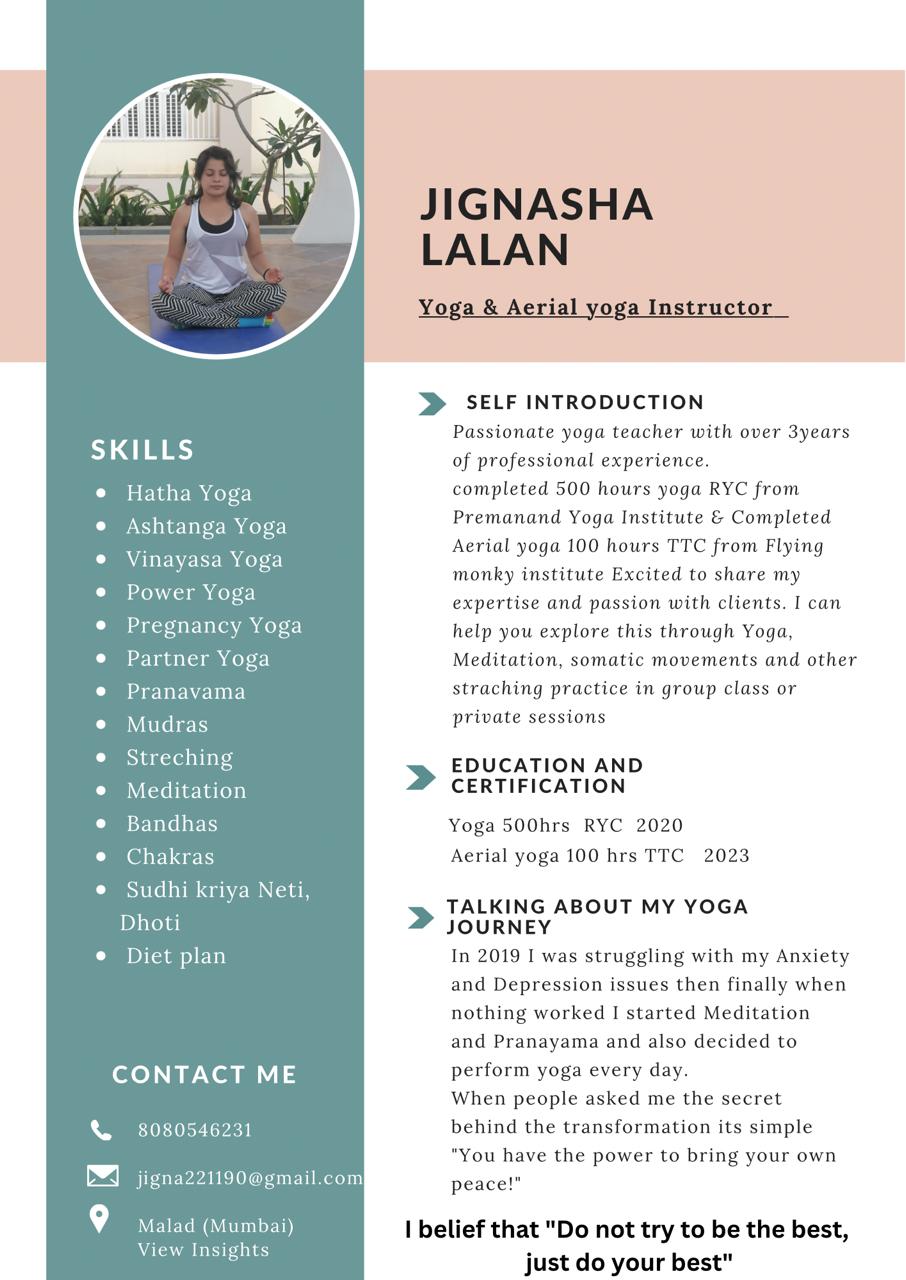 JIGNASHA
LALAN
Yoga & Aerial yoga Instructor
SKILLS
Hatha Yoga
Ashtanga Yoga
Vinayasa Yoga
Power Yoga
Pregnancy Yoga
Partner Yoga
Pranavama
Mudras
Streching
Meditation
Bandhas
Chakras
Sudhi kriya Neti,
Dhoti
Diet plan
CONTACT ME
8080546231
jigna221190@gmail.com
Malad (Mumbai)
View Insights
SELF INTRODUCTION
Passionate yoga teacher with over 3years
of professional experience.
completed 500 hours yoga RYC from
Premanand Yoga Institute & Completed
Aerial yoga 100 hours TTC from Flying
monky institute Excited to share my
expertise and passion with clients. I can
help you explore this through Yoga,
Meditation, somatic movements and other
straching practice in group class or
private sessions
EDUCATION AND
CERTIFICATION
Yoga 500hrs RYC 2020
Aerial yoga 100 hrs TTC 2023
TALKING ABOUT MY YOGA
JOURNEY
In 2019 I was struggling with my Anxiety
and Depression issues then finally when
nothing worked I started Meditation
and Pranayama and also decided to
perform yoga every day.
When people asked me the secret
behind the transformation its simple
"You have the power to bring your own
peace!"
I belief that "Do not try to be the best,
just do your best"